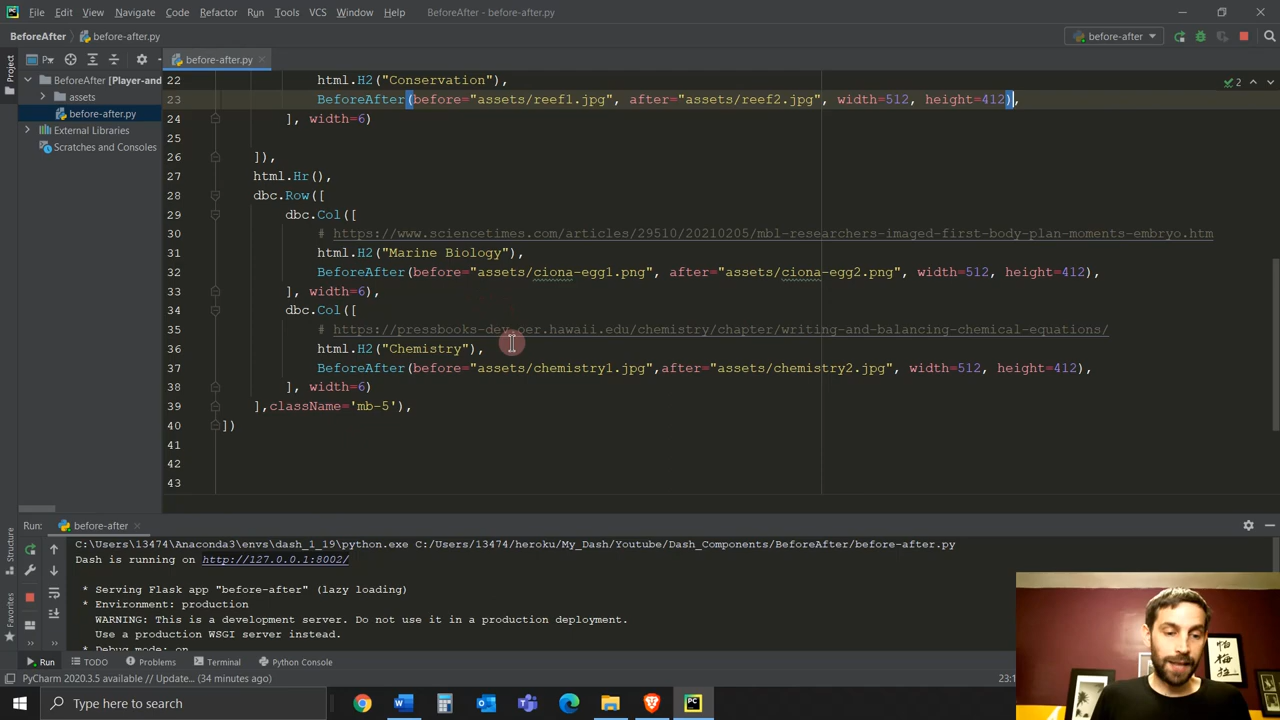 File Edit View Navigate Code Refactor Run Tools VCS Window Help BeforeAfter - before-after.py
BeforeAfter before-after.py before-after
Project P before-after.py
BeforeAfter [Player-and
assets
before-after.py
External Libraries
Scratches and Consoles
2
22 html.H2("Conservation"),
23 BeforeAfter(before="assets/reef1.jpg", after="assets/reef2.jpg", width=512, height=412),
24 ], width=6)
25
26 ]),
27 html.Hr(),
28 dbc.Row([
29 dbc.Col([
30 # https://www.sciencetimes.com/articles/29510/20210205/mbl-researchers-imaged-first-body-plan-moments-embryo.htm
31 html.H2("Marine Biology"),
32 BeforeAfter(before="assets/ciona-egg1.png", after="assets/ciona-egg2.png", width=512, height=412),
33 ], width=6),
34 dbc.Col([
35 # https://pressbooks-dev.oer.hawaii.edu/chemistry/chapter/writing-and-balancing-chemical-equations/
36 html.H2("Chemistry"),
37 BeforeAfter(before="assets/chemistry1.jpg",after="assets/chemistry2.jpg", width=512, height=412),
38 ], width=6)
39 ],className='mb-5'),
40 ])
41
42
43
Run: before-after
Structure
Favorites
C:\Users\13474\Anaconda3\envs\dash_1_19\python.exe C:/Users/13474/heroku/My_Dash/Youtube/Dash_Components/BeforeAfter/before-after.py
Dash is running on http://127.0.0.1:8002/
* Serving Flask app "before-after" (lazy loading)
* Environment: production
WARNING: This is a development server. Do not use it in a production deployment.
Use a production WSGI server instead.
* Debug mode: on
Run TODO Problems Terminal Python Console
PyCharm 2020.3.5 available // Update... (34 minutes ago) 23:1
Type here to search